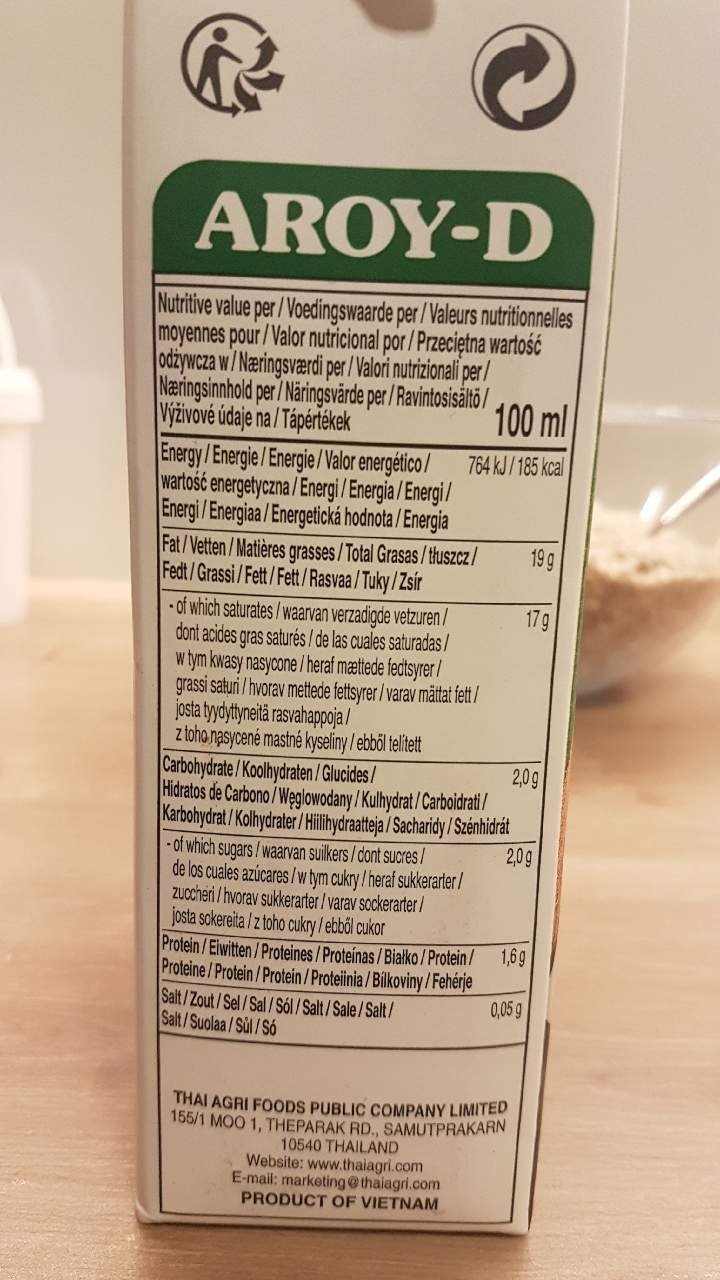 AROY-D
Nutritive value per / Voedingswaarde per / Valeurs nutritionnelles
moyennes pour / Valor nutricional por / Przeciętna wartość
odżywcza w / Næringsværdi per / Valori nutrizionali per /
Næringsinnhold per / Näringsvärde per / Ravintosisältö /
Výživové údaje na / Tápértékek 100 ml
Energy / Energie / Energie / Valor energético / 764 kJ / 185 kcal
wartość energetyczna / Energi / Energia / Energi /
Energi / Energiaa / Energetická hodnota / Energia
Fat / Vetten / Matières grasses / Total Grasas / tłuszcz / 19 g
Fedt / Grassi / Fett / Fett / Rasvaa / Tuky / Zsír
- of which saturates / waarvan verzadigde vetzuren / 17 g
dont acides gras saturés / de las cuales saturadas /
w tym kwasy nasycone / heraf mættede fedtsyrer /
grassi saturi / hvorav mettede fettsyrer / varav mättat fett /
josta tyydyttyneitä rasvahappoja /
z toho nasycené mastné kyseliny / ebből telített
Carbohydrate / Koolhydraten / Glucides / 2,0 g
Hidratos de Carbono / Węglowodany / Kulhydrat / Carboidrati /
Karbohydrat / Kolhydrater / Hiilihydraatteja / Sacharidy / Szénhidrát
- of which sugars / waarvan suilkers / dont sucres / 2,0 g
de los cuales azúcares / w tym cukry / heraf sukkerarter /
zuccheri / hvorav sukkerarter / varav sockerarter /
josta sokereita / z toho cukry / ebből cukor
Protein / Eiwitten / Proteines / Proteínas / Białko / Protein / 1,6 g
Proteine / Protein / Protein / Proteiinia / Bílkoviny / Fehérje
Salt / Zout / Sel / Sal / Sól / Salt / Sale / Salt / 0,05 g
Salt / Suolaa / Sůl / Só
THAI AGRI FOODS PUBLIC COMPANY LIMITED
155/1 MOO 1, THEPARAK RD., SAMUTPRAKARN
10540 THAILAND
Website: www.thaiagri.com
E-mail: marketing@thaiagri.com
PRODUCT OF VIETNAM